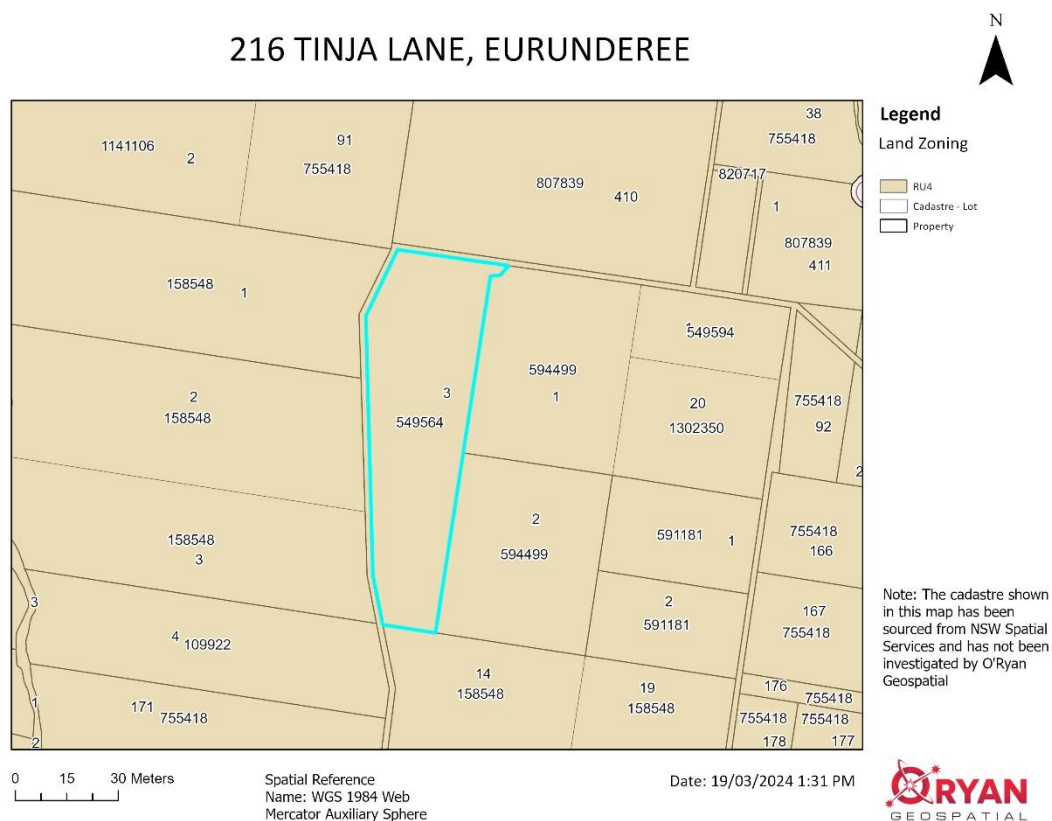 216 TINJA LANE, EURUNDEREE
N
Legend
Land Zoning
RU4
Cadastre - Lot
Property
38
755418
91
755418
1141106
2
807839
410
820717
1
807839
411
158548
1
1
549594
594499
1
3
549564
2
158548
20
1302350
755418
92
2
2
594499
591181
1
755418
166
158548
3
3
2
591181
167
755418
4
109922
14
158548
19
158548
176
755418
1
171
755418
755418
178
755418
177
2
Note: The cadastre shown
in this map has been
sourced from NSW Spatial
Services and has not been
investigated by O'Ryan
Geospatial
0 15 30 Meters
Spatial Reference
Name: WGS 1984 Web
Mercator Auxiliary Sphere
Date: 19/03/2024 1:31 PM
ORYAN
GEOSPATIAL